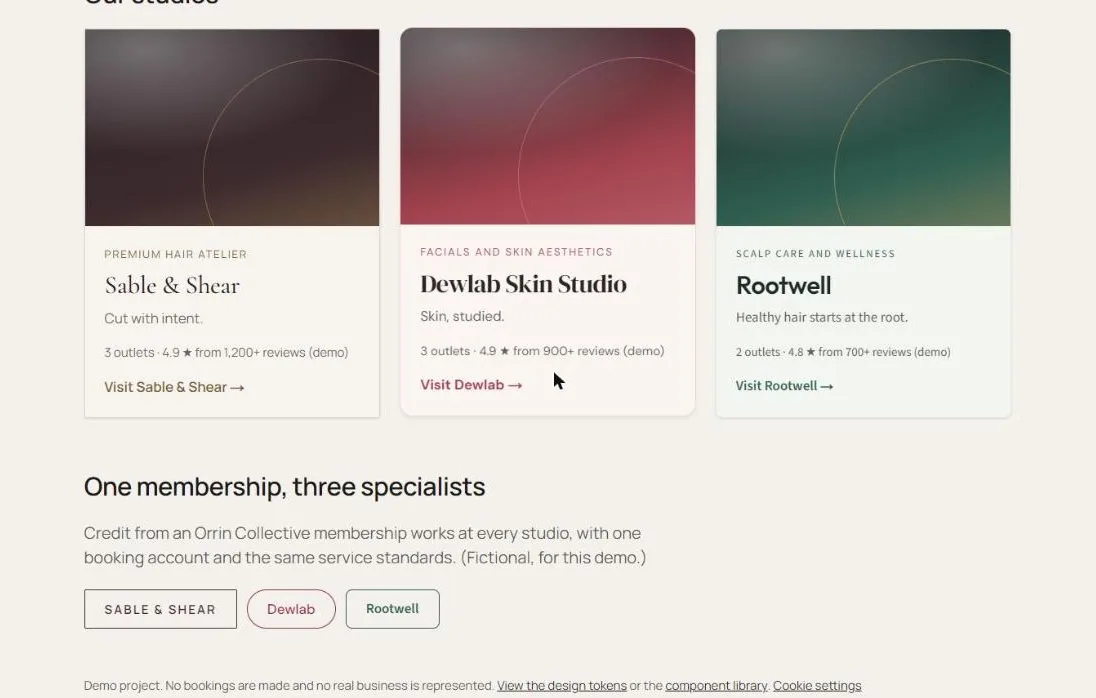 Our studios
PREMIUM HAIR ATELIER
Sable & Shear
Cut with intent.
3 outlets · 4.9 ★ from 1,200+ reviews (demo)
Visit Sable & Shear →
FACIALS AND SKIN AESTHETICS
Dewlab Skin Studio
Skin, studied.
3 outlets · 4.9 ★ from 900+ reviews (demo)
Visit Dewlab →
SCALP CARE AND WELLNESS
Rootwell
Healthy hair starts at the root.
2 outlets · 4.8 ★ from 700+ reviews (demo)
Visit Rootwell →
One membership, three specialists
Credit from an Orrin Collective membership works at every studio, with one
booking account and the same service standards. (Fictional, for this demo.)
SABLE & SHEAR
Dewlab
Rootwell
Demo project. No bookings are made and no real business is represented. View the design tokens or the component library. Cookie settings